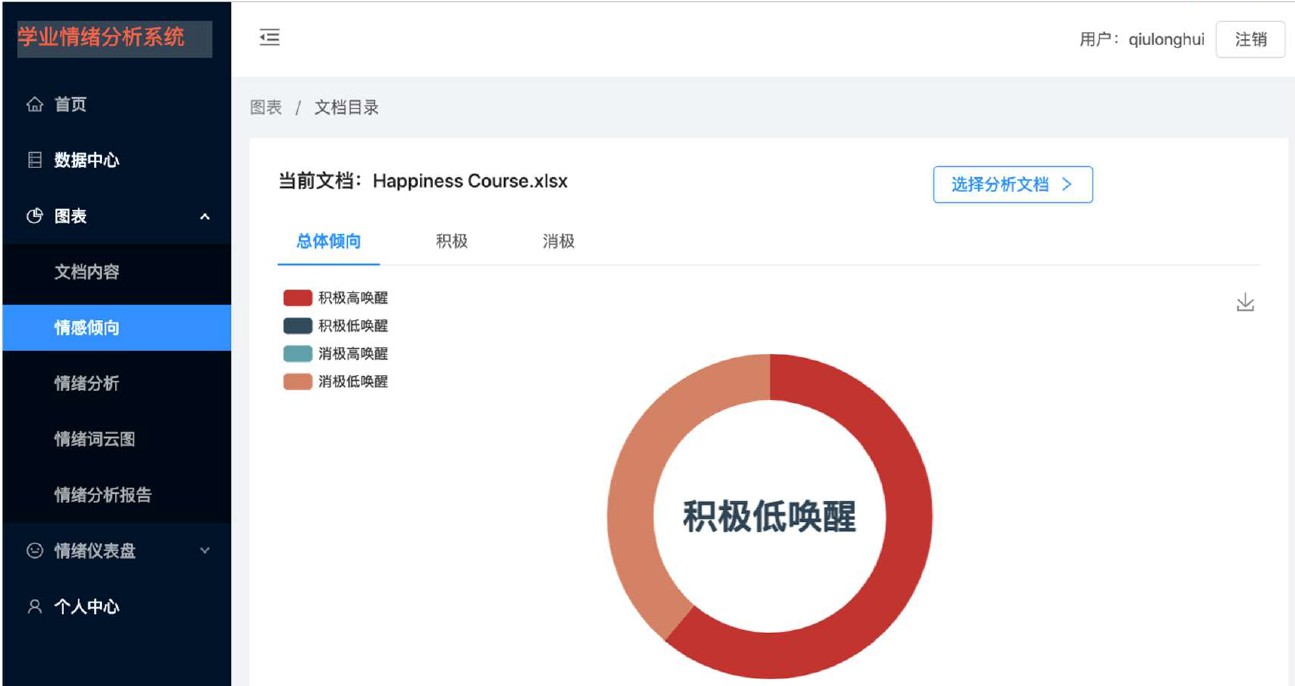 学业情绪分析系统
用户：qiulonghui 注销
首页
数据中心
图表
文档内容
情感倾向
情绪分析
情绪词云图
情绪分析报告
情绪仪表盘
个人中心
图表 / 文档目录
当前文档：Happiness Course.xlsx
选择分析文档 >
总体倾向 积极 消极
积极高唤醒
积极低唤醒
消极高唤醒
消极低唤醒
积极低唤醒